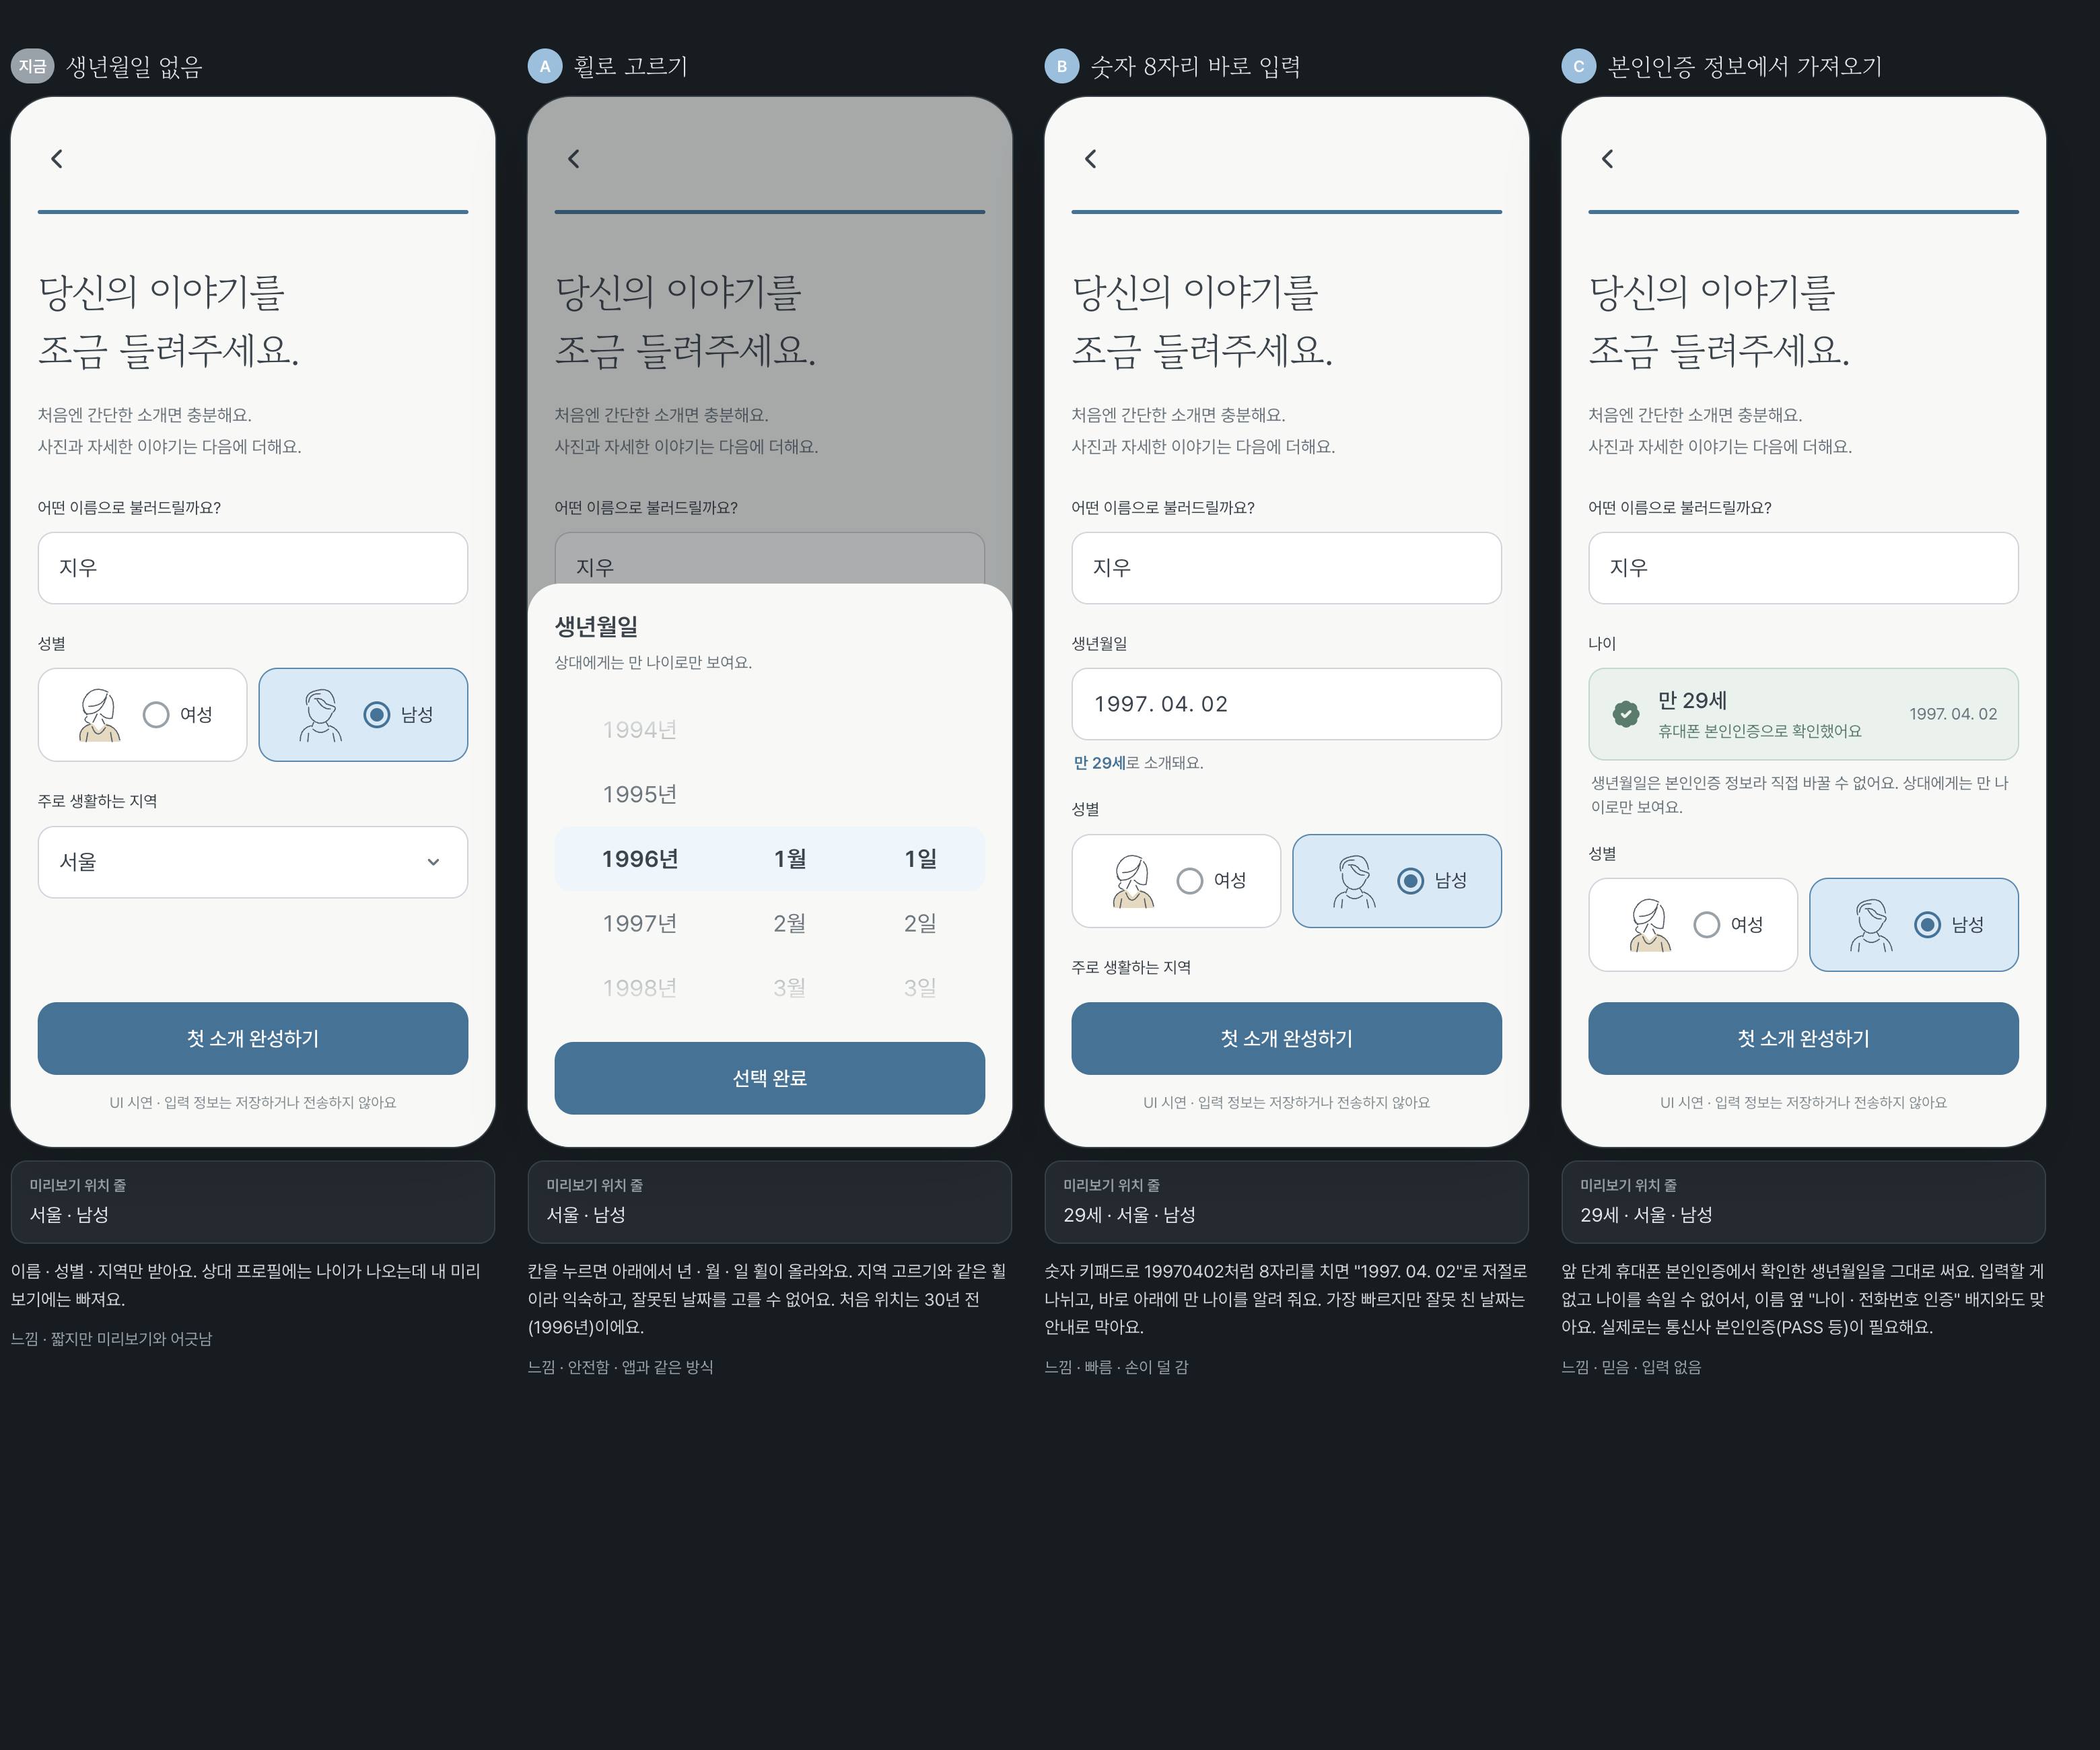 지금 생년월일 없음
당신의 이야기를
조금 들려주세요.
처음엔 간단한 소개면 충분해요.
사진과 자세한 이야기는 다음에 더해요.
어떤 이름으로 불러드릴까요?
지우
성별
여성
남성
주로 생활하는 지역
서울
첫 소개 완성하기
UI 시연 · 입력 정보는 저장하거나 전송하지 않아요
미리보기 위치 줄
서울 · 남성
이름 · 성별 · 지역만 받아요. 상대 프로필에는 나이가 나오는데 내 미리
보기에는 빠져요.
느낌 · 짧지만 미리보기와 어긋남
A 휠로 고르기
당신의 이야기를
조금 들려주세요.
처음엔 간단한 소개면 충분해요.
사진과 자세한 이야기는 다음에 더해요.
어떤 이름으로 불러드릴까요?
지우
생년월일
상대에게는 만 나이로만 보여요.
1994년
1995년
1996년 1월 1일
1997년 2월 2일
1998년 3월 3일
선택 완료
미리보기 위치 줄
서울 · 남성
칸을 누르면 아래에서 년 · 월 · 일 휠이 올라와요. 지역 고르기와 같은 휠
이라 익숙하고, 잘못된 날짜를 고를 수 없어요. 처음 위치는 30년 전
(1996년)이에요.
느낌 · 안전함 · 앱과 같은 방식
B 숫자 8자리 바로 입력
당신의 이야기를
조금 들려주세요.
처음엔 간단한 소개면 충분해요.
사진과 자세한 이야기는 다음에 더해요.
어떤 이름으로 불러드릴까요?
지우
생년월일
1997. 04. 02
만 29세로 소개돼요.
성별
여성
남성
주로 생활하는 지역
첫 소개 완성하기
UI 시연 · 입력 정보는 저장하거나 전송하지 않아요
미리보기 위치 줄
29세 · 서울 · 남성
숫자 키패드로 19970402처럼 8자리를 치면 "1997. 04. 02"로 저절로
나뉘고, 바로 아래에 만 나이를 알려 줘요. 가장 빠르지만 잘못 친 날짜는
안내로 막아요.
느낌 · 빠름 · 손이 덜 감
C 본인인증 정보에서 가져오기
당신의 이야기를
조금 들려주세요.
처음엔 간단한 소개면 충분해요.
사진과 자세한 이야기는 다음에 더해요.
어떤 이름으로 불러드릴까요?
지우
나이
만 29세
휴대폰 본인인증으로 확인했어요
1997. 04. 02
생년월일은 본인인증 정보라 직접 바꿀 수 없어요. 상대에게는 만 나
이로만 보여요.
성별
여성
남성
첫 소개 완성하기
UI 시연 · 입력 정보는 저장하거나 전송하지 않아요
미리보기 위치 줄
29세 · 서울 · 남성
앞 단계 휴대폰 본인인증에서 확인한 생년월일을 그대로 써요. 입력할 게
없고 나이를 속일 수 없어서, 이름 옆 "나이 · 전화번호 인증" 배지와도 맞
아요. 실제로는 통신사 본인인증(PASS 등)이 필요해요.
느낌 · 믿음 · 입력 없음